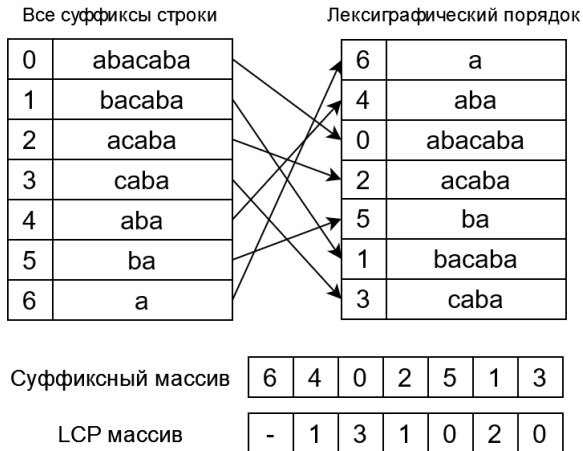 Все суффиксы строки Лексиграфический порядок
0 abacaba 6 a
1 bacaba 4 aba
2 acaba 0 abacaba
3 caba 2 acaba
4 aba 5 ba
5 ba 1 bacaba
6 a 3 caba
Суффиксный массив 6 4 0 2 5 1 3
LCP массив - 1 3 1 0 2 0